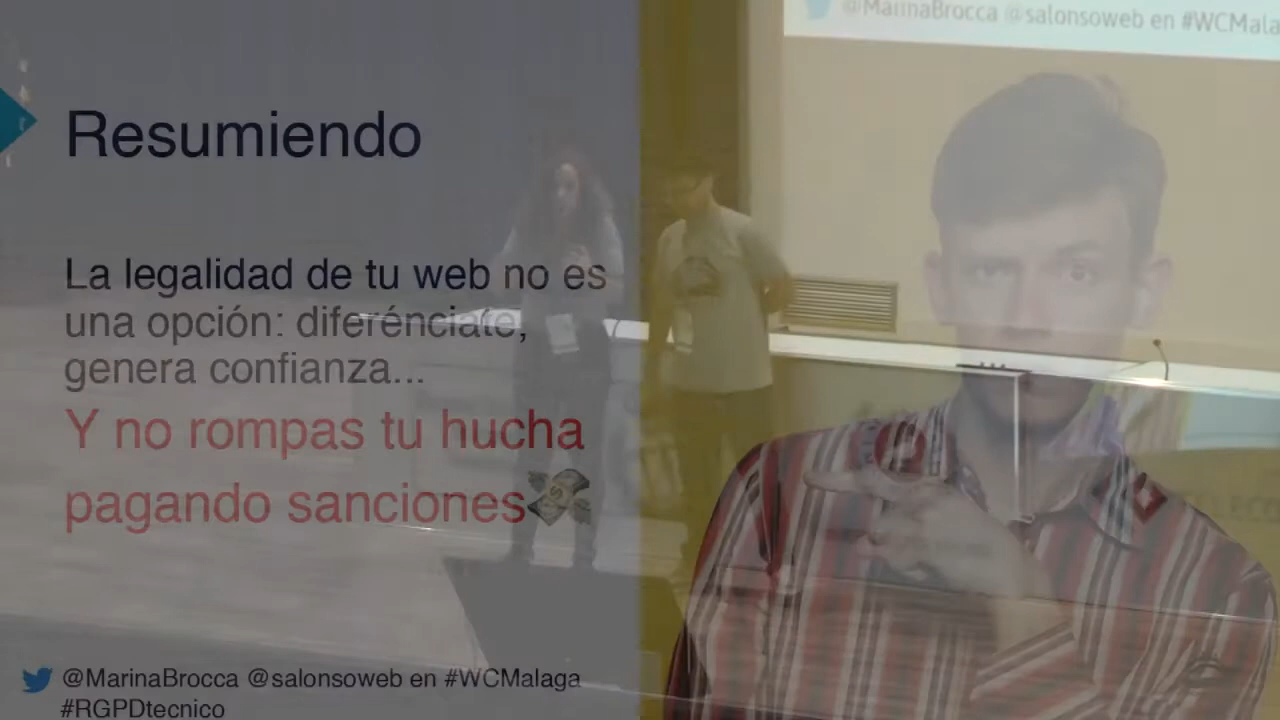 @MarinaBrocca @salonsoweb en #WCMala
Resumiendo
La legalidad de tu web no es
una opción: diferénciate,
genera confianza...
Y no rompas tu hucha
pagando sanciones
@MarinaBrocca @salonsoweb en #WCMalaga
#RGPDtecnico